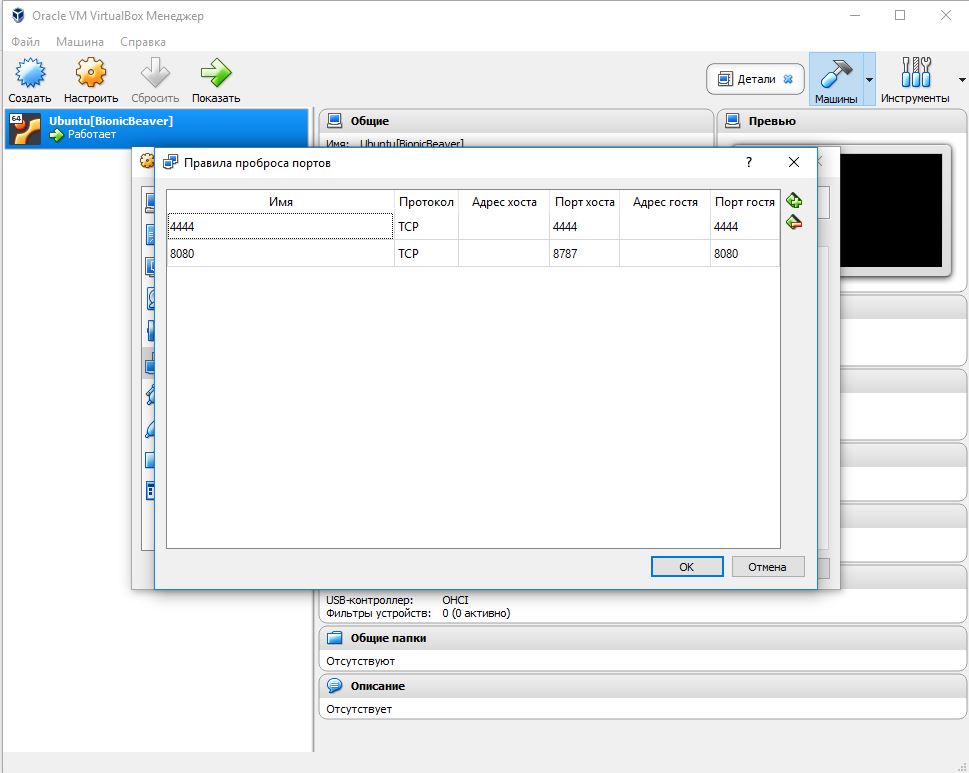 Oracle VM VirtualBox Менеджер
Файл Машина Справка
Создать Настроить Сбросить Показать Детали Машины Инструменты
64
Ubuntu[BionicBeaver]
Работает
Общие
Превью
Имя: Ubuntu[BionicBeaver]
Правила проброса портов
?
Имя Протокол Адрес хоста Порт хоста Адрес гостя Порт гостя
4444 TCP 4444 4444
8080 TCP 8787 8080
OK Отмена
USB-контроллер: OHCI
Фильтры устройств: 0 (0 активно)
Общие папки
Отсутствуют
Описание
Отсутствует